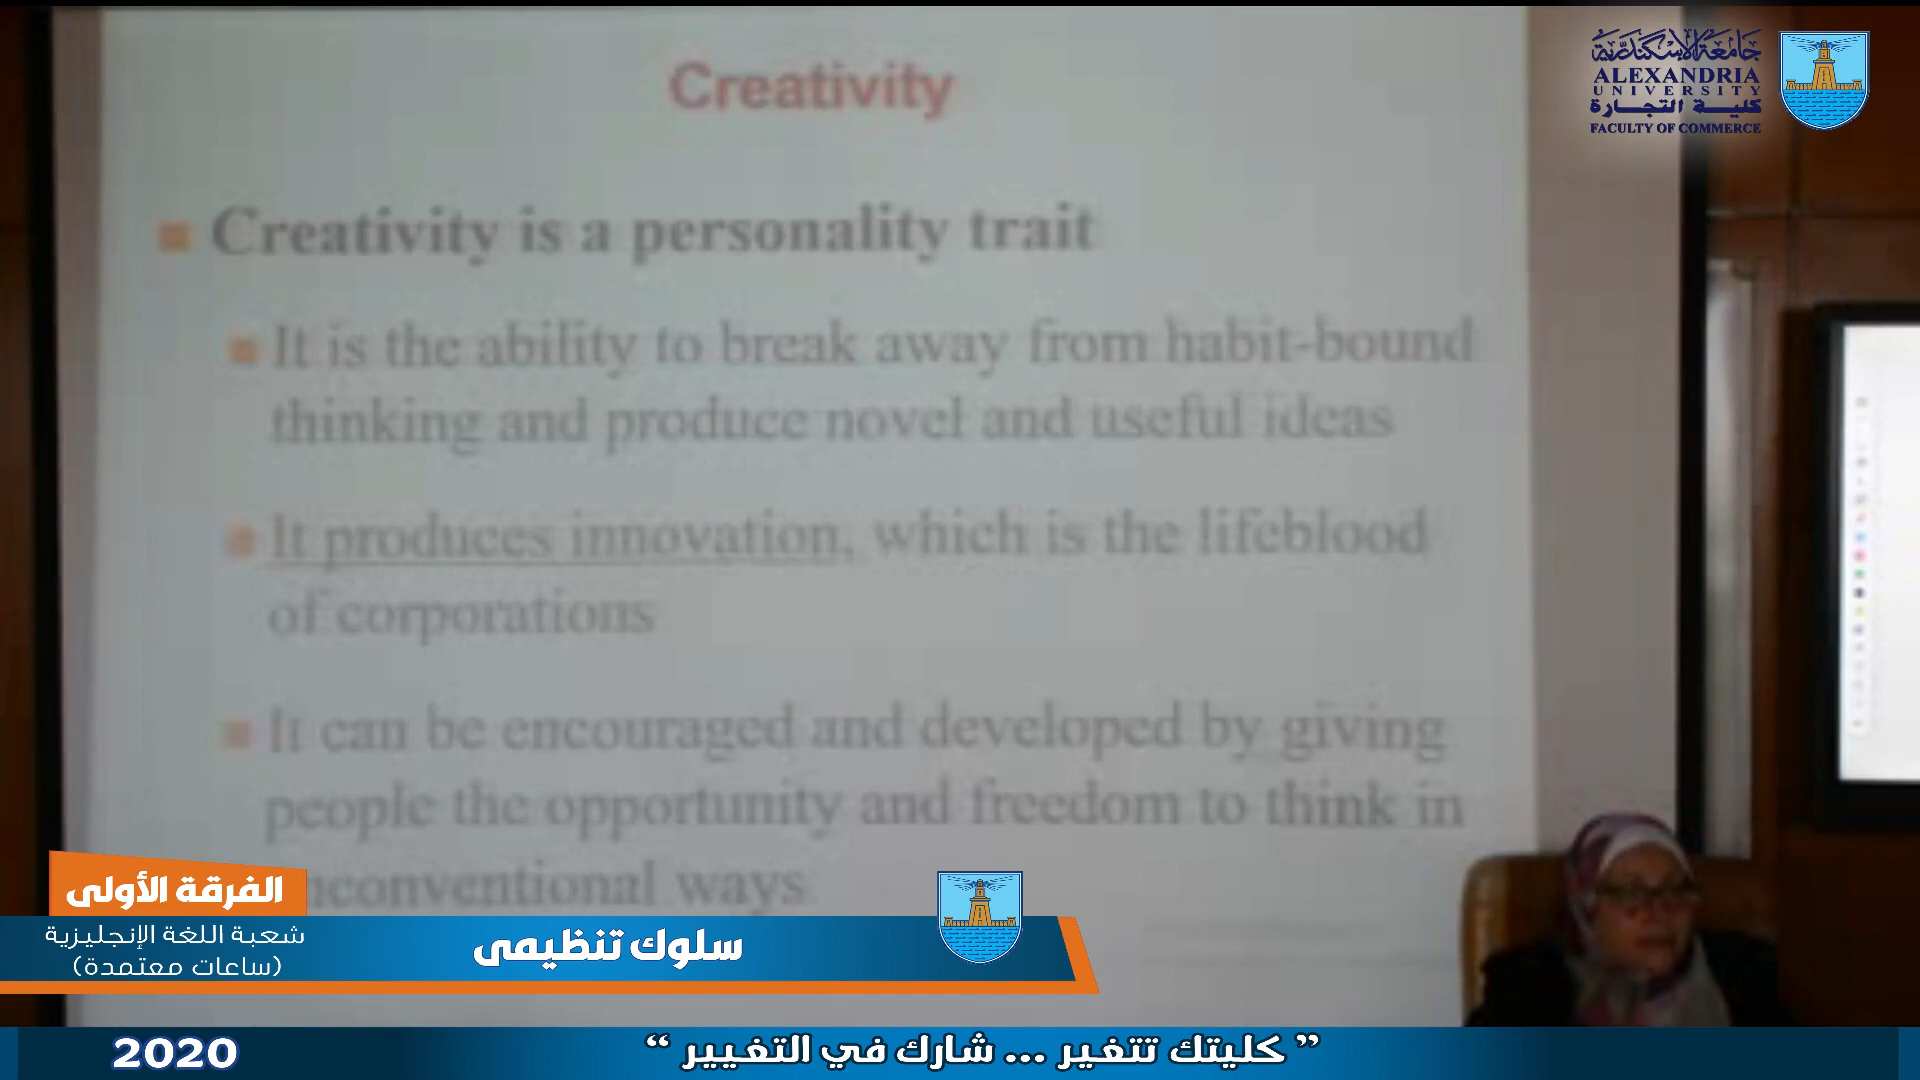 Creativity
Creativity is a personality trait
It is the ability to break away from habit-bound
thinking and produce novel and useful ideas
It produces innovation, which is the lifeblood
of corporations
It can be encouraged and developed by giving
people the opportunity and freedom to think in
nconventional ways
جامعة الإسكندرية
ALEXANDRIA
UNIVERSITY
كلية التجارة
FACULTY OF COMMERCE
الفرقة الأولى
شعبة اللغة الإنجليزية
(ساعات معتمدة)
سلوك تنظيمى
2020
” كليتك تتغير ... شارك في التغيير “